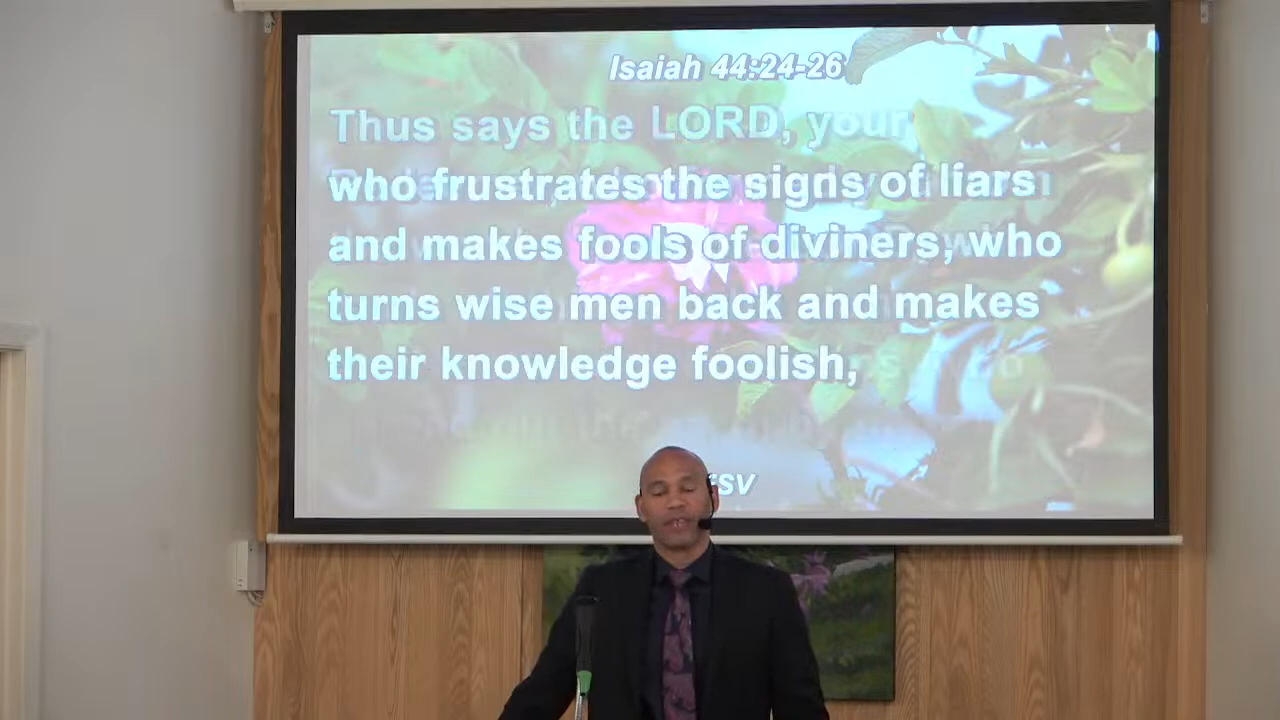 Isaiah 44:24-26
Thus says the LORD, your
who frustrates the signs of liars
and makes fools of diviners, who
turns wise men back and makes
their knowledge foolish,
SV